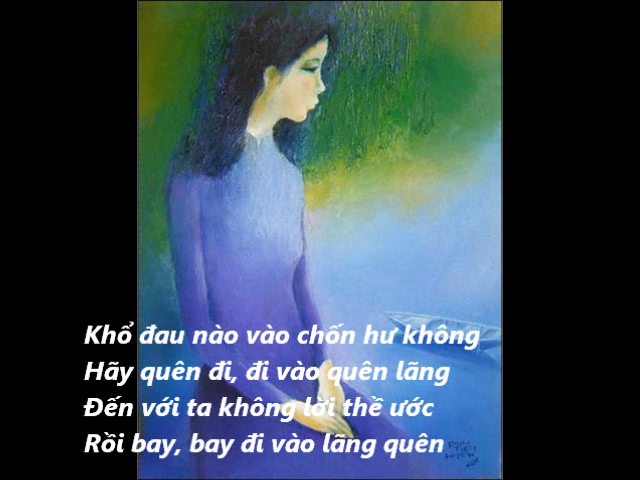 Khổ đau nào vào chốn hư không
Hãy quên đi, đi vào quên lãng
Đến với ta không lời thề ước
Rồi bay, bay đi vào lãng quên